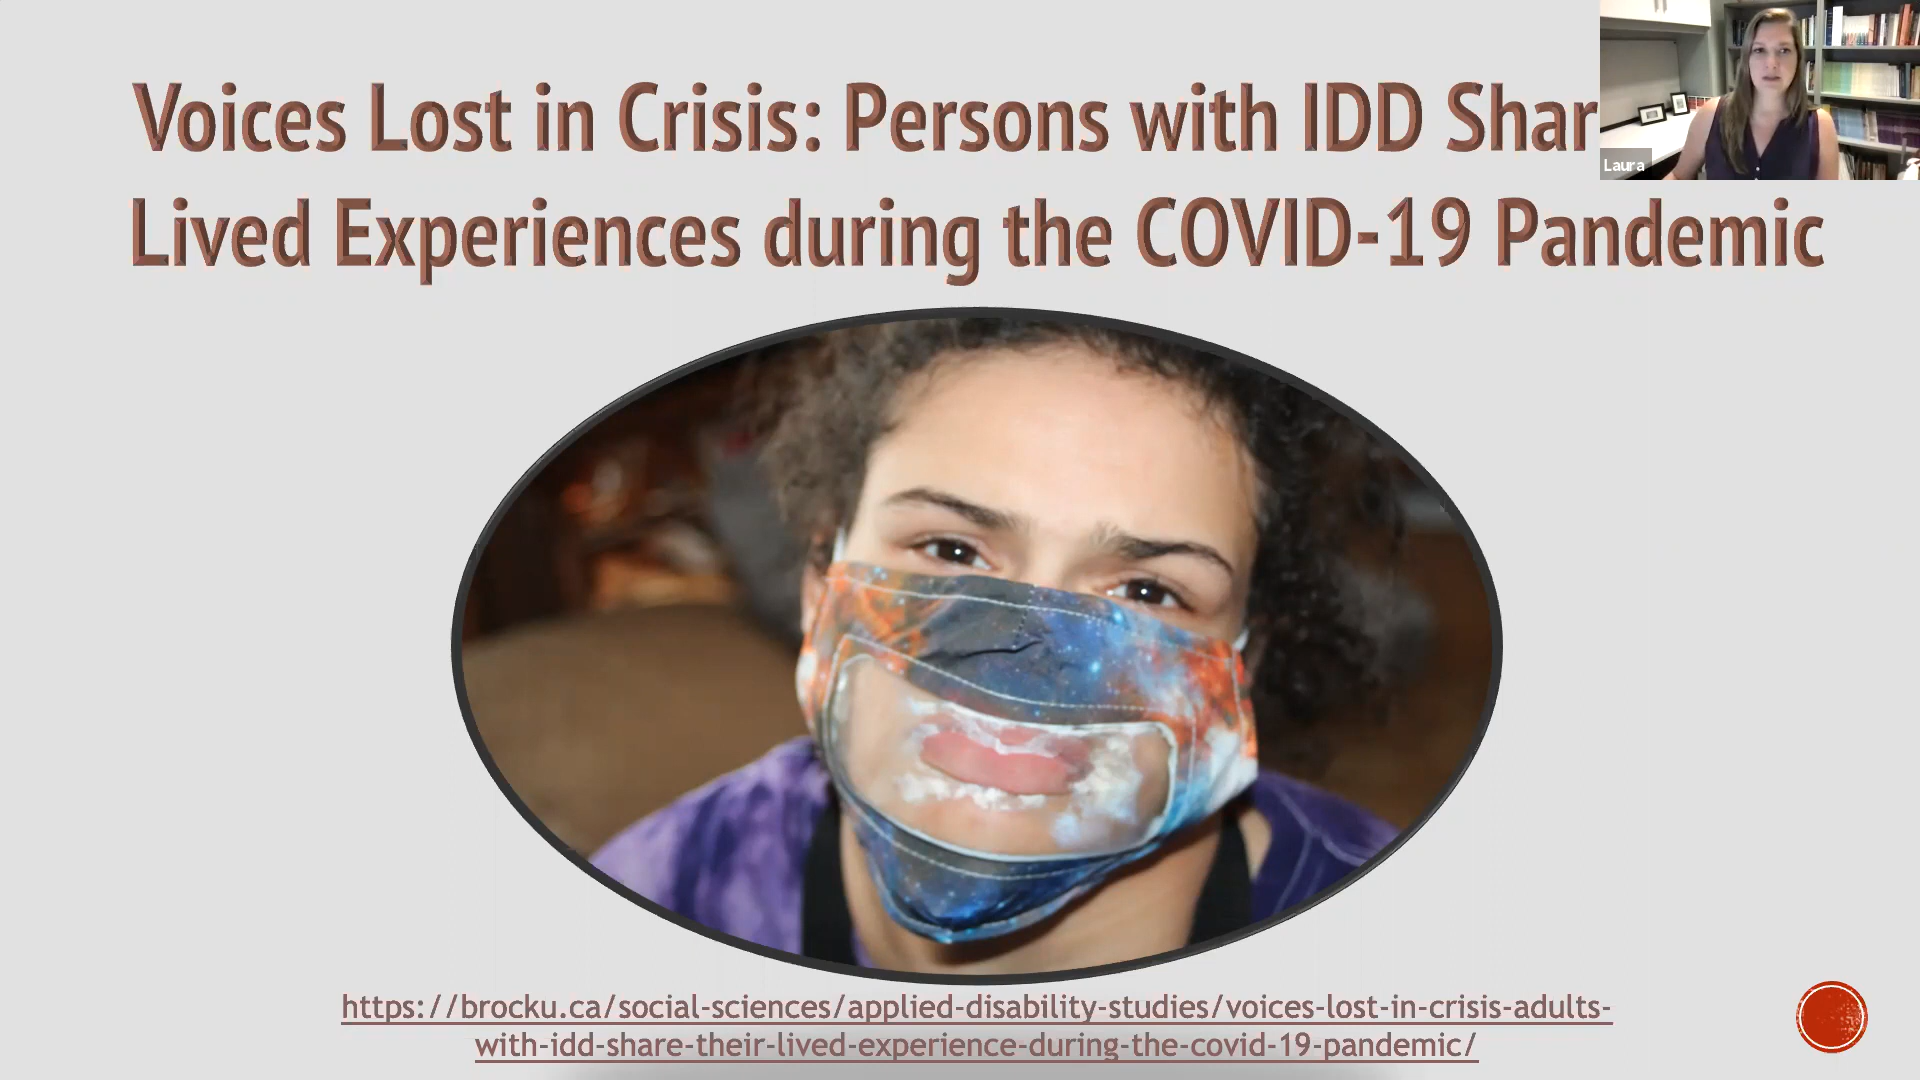 Voices Lost in Crisis: Persons with IDD Shar
Laura
Lived Experiences during the COVID-19 Pandemic
https://brocku.ca/social-sciences/applied-disability-studies/voices-lost-in-crisis-adults-
with-idd-share-their-lived-experience-during-the-covid-19-pandemic/